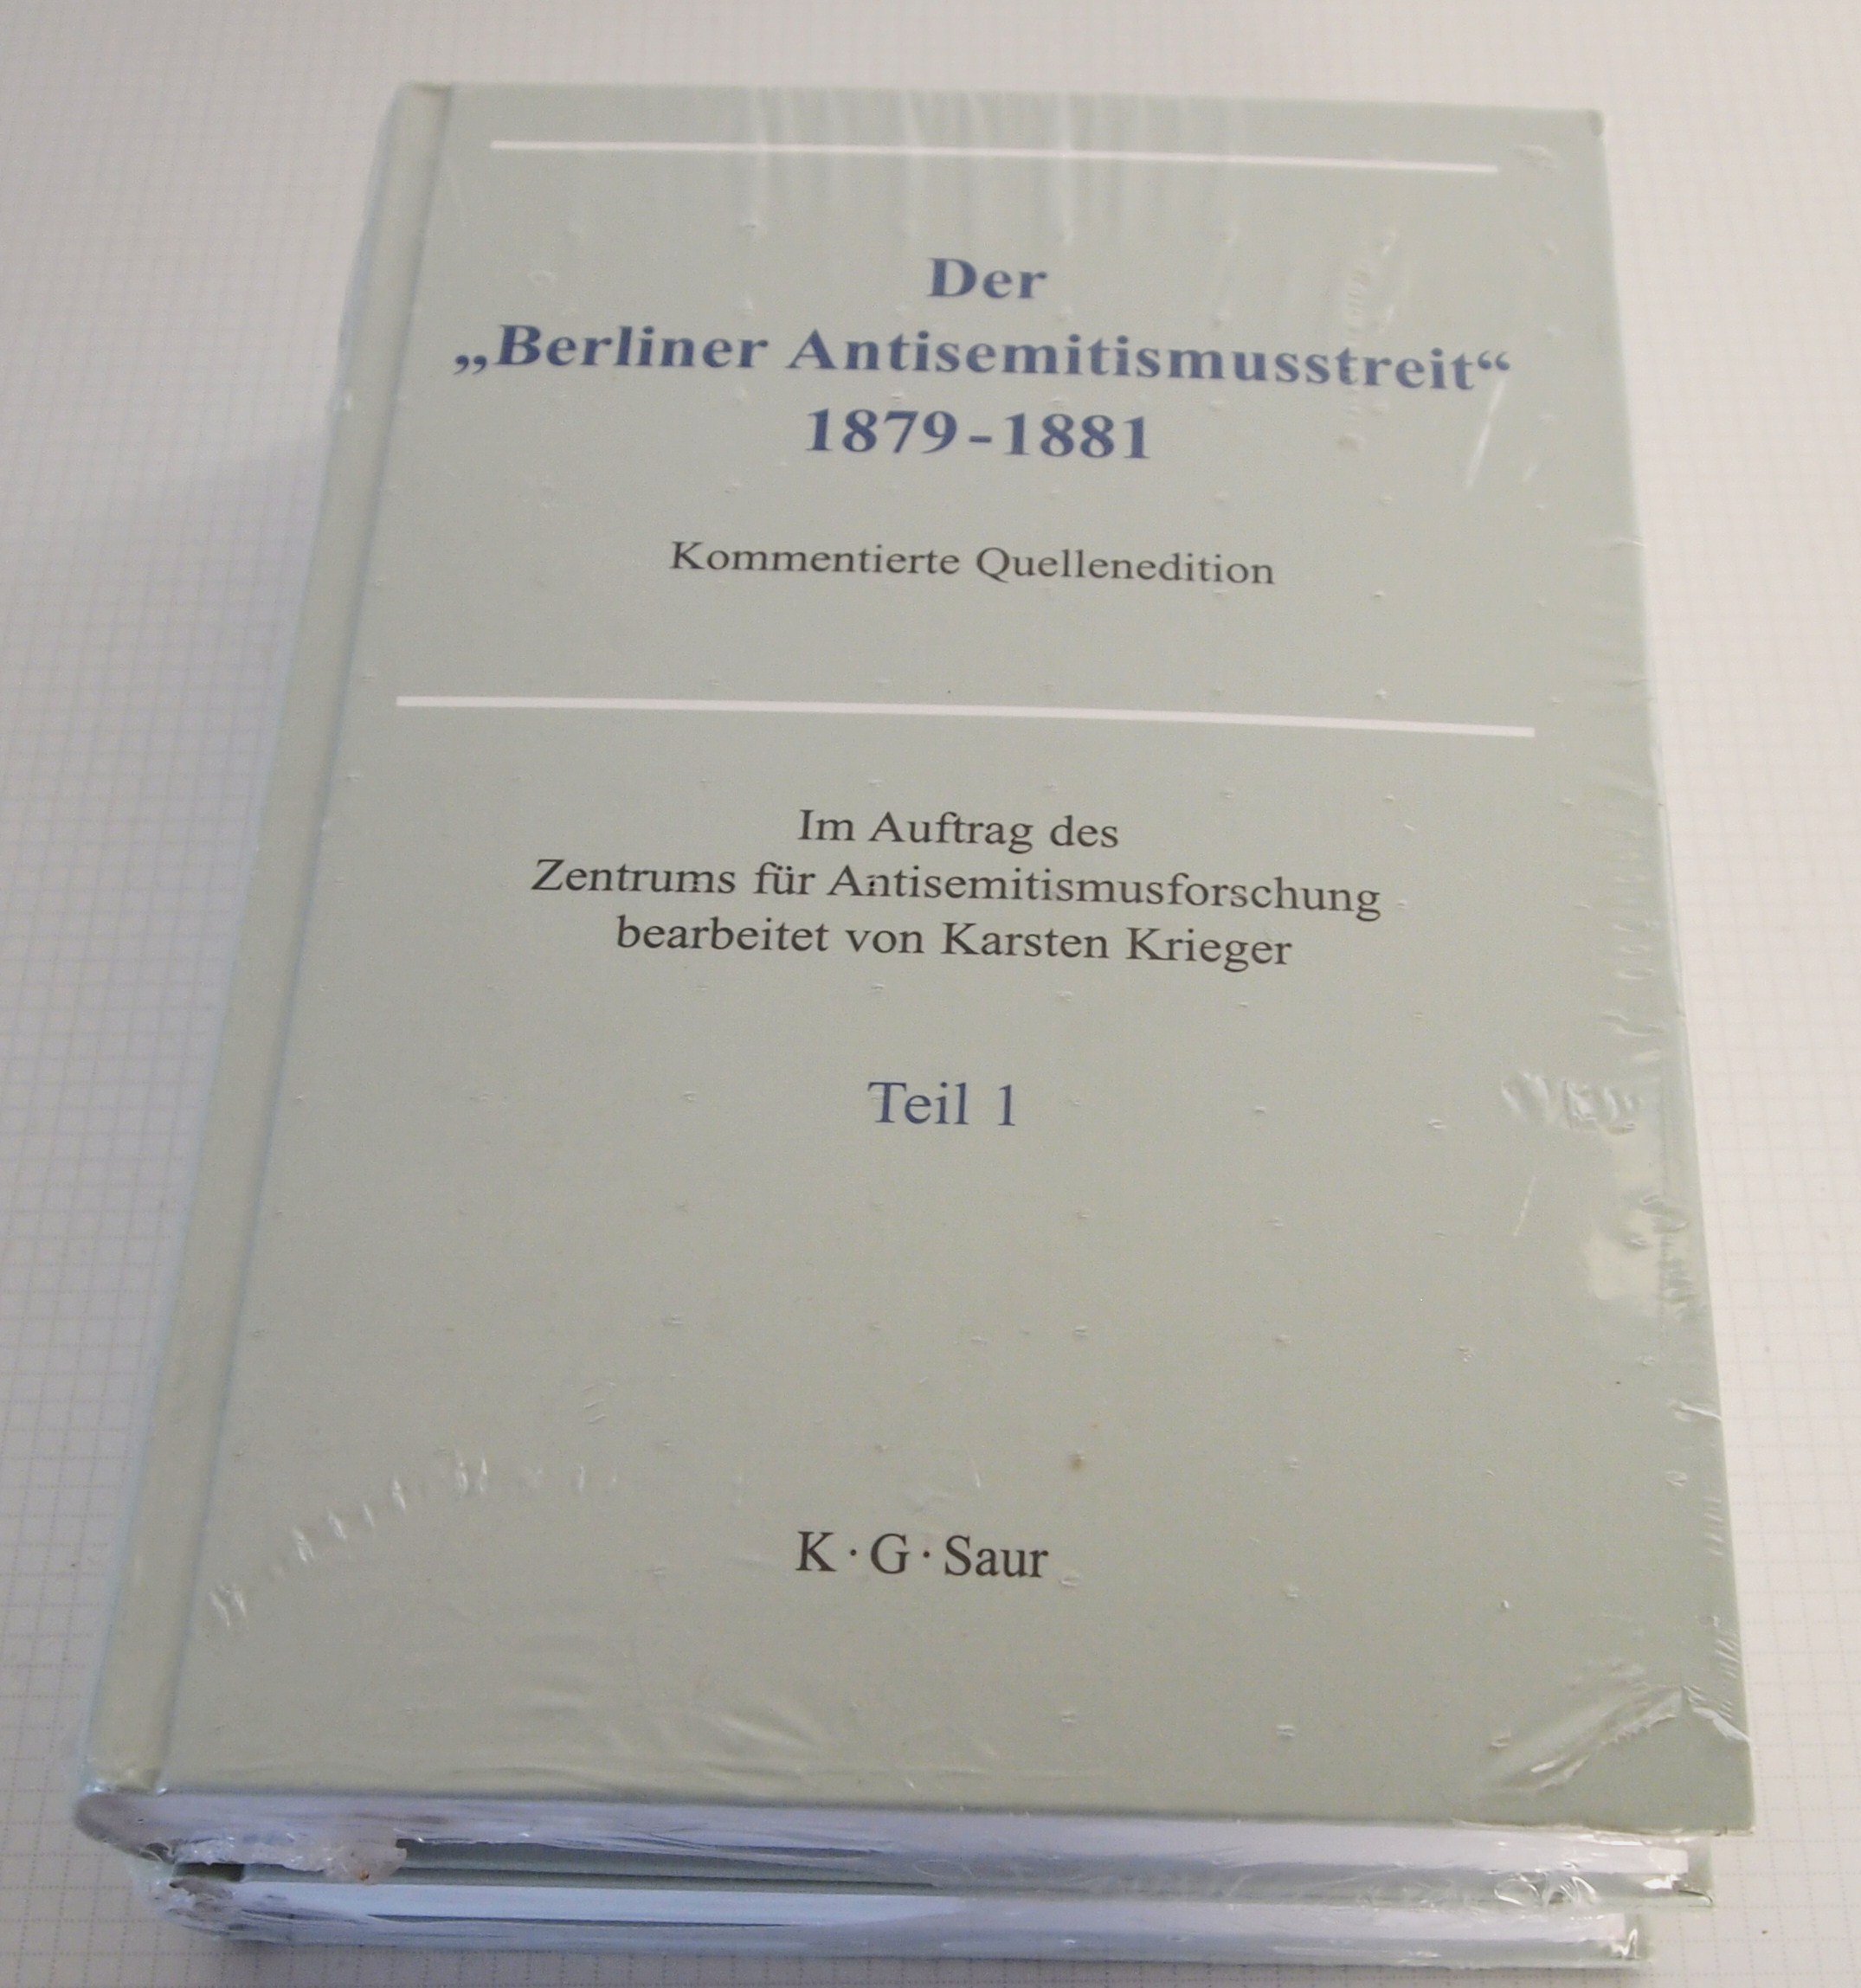 Der
„Berliner Antisemitismusstreit“
1879-1881
Kommentierte Quellenedition
Im Auftrag des
Zentrums für Antisemitismusforschung
bearbeitet von Karsten Krieger
Teil 1
K · G · Saur